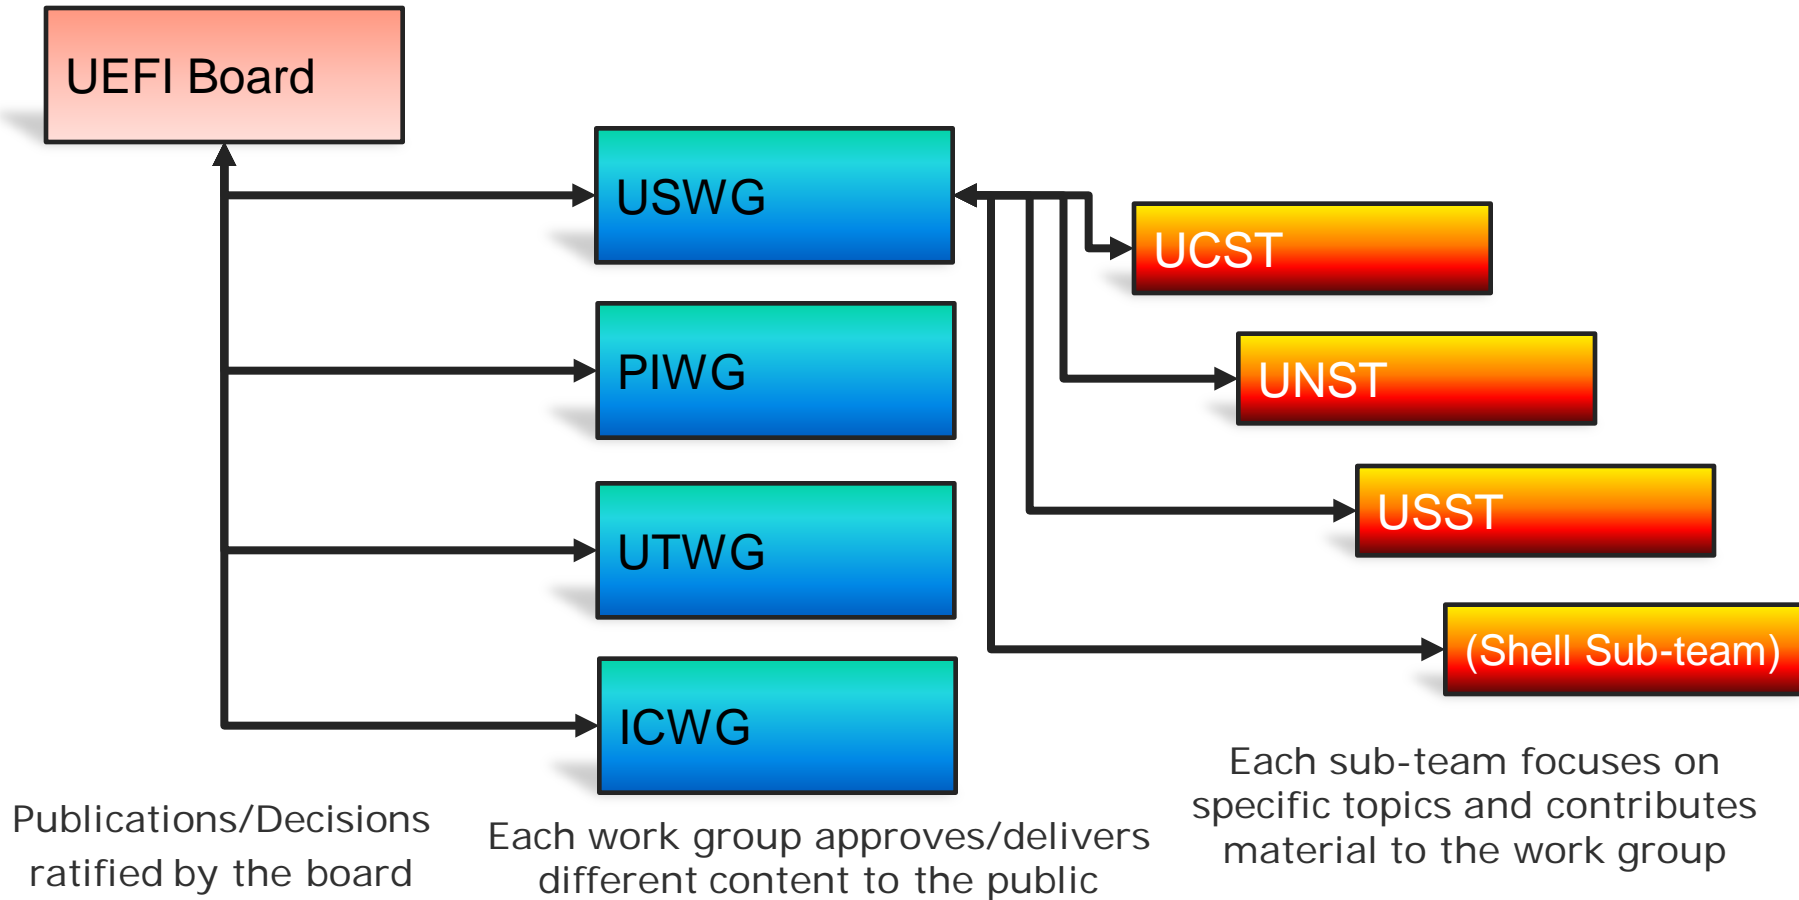 UEFI Board
USWG
PIWG
UTWG
ICWG
UCST
UNST
USST
(Shell Sub-team)
Publications/Decisions
ratified by the board
Each work group approves/delivers
different content to the public
Each sub-team focuses on
specific topics and contributes
material to the work group